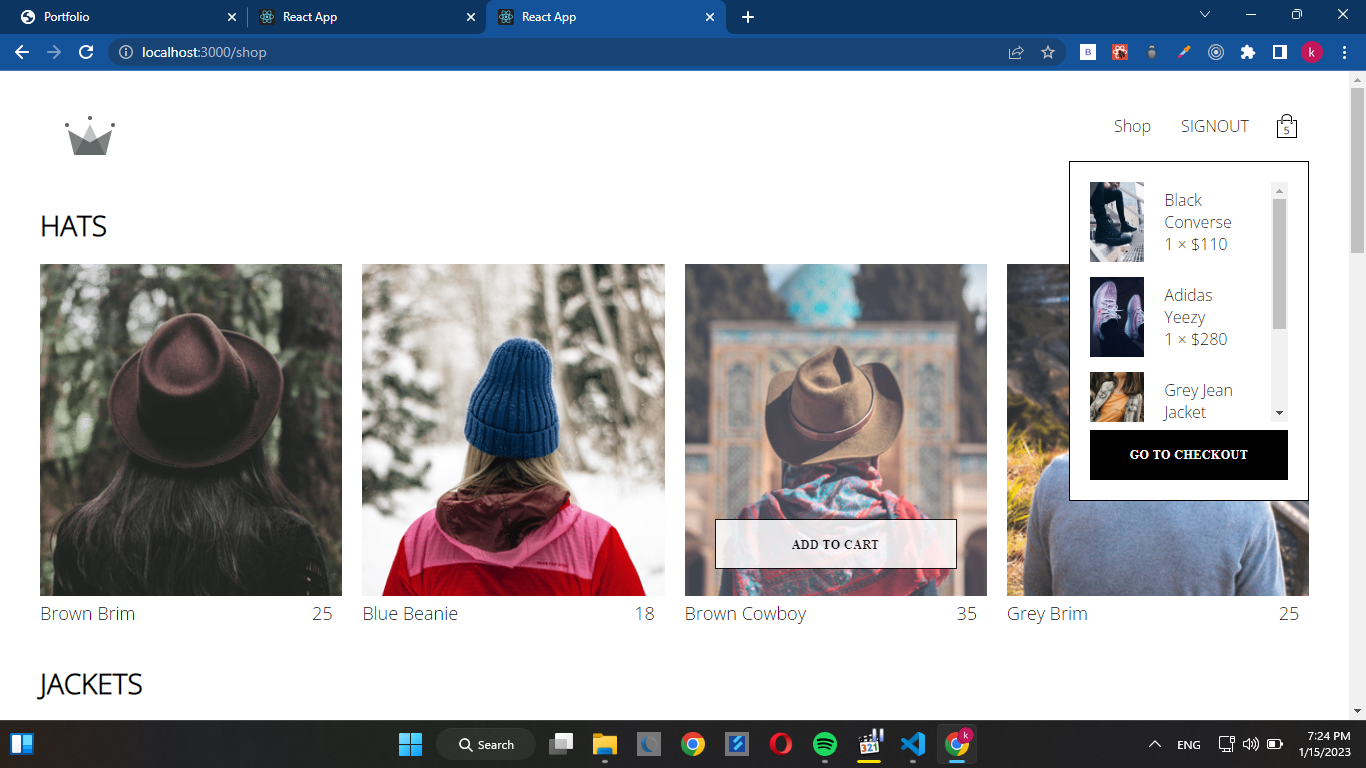 Portfolio
React App
React App
localhost:3000/shop
B
k
Shop
SIGNOUT
5
HATS
Black
Converse
1 × $110
Adidas
Yeezy
1 × $280
Grey Jean
Jacket
GO TO CHECKOUT
ADD TO CART
Brown Brim
25
Blue Beanie
18
Brown Cowboy
35
Grey Brim
25
JACKETS
Search
321
k
ENG
7:24 PM
1/15/2023